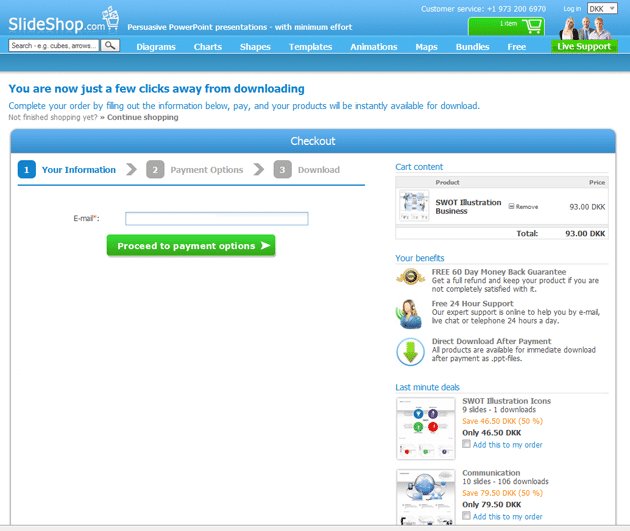 Customer service: +1 973 200 6970
Log in
DKK
SlideShop.com
Persuasive PowerPoint presentations - with minimum effort
1 item
Search - e.g. cubes, arrows...
Diagrams
Charts
Shapes
Templates
Animations
Maps
Bundles
Free
Live Support
You are now just a few clicks away from downloading
Complete your order by filling out the information below, pay, and your products will be instantly available for download.
Not finished shopping yet? » Continue shopping
Checkout
1 Your Information
2 Payment Options
3 Download
E-mail*:
Proceed to payment options
Cart content
Product Price
SWOT Illustration
Business
Remove
93.00 DKK
Total: 93.00 DKK
Your benefits
FREE 60 Day Money Back Guarantee
Get a full refund and keep your product if you are
not completely satisfied with it.
Free 24 Hour Support
Our expert support is online to help you by e-mail,
live chat or telephone 24 hours a day.
Direct Download After Payment
All products are available for immediate download
after payment as .ppt-files.
Last minute deals
SWOT Illustration Icons
9 slides - 1 downloads
Save 46.50 DKK (50 %)
Only 46.50 DKK
Add this to my order
Communication
10 slides - 106 downloads
Save 79.50 DKK (50 %)
Only 79.50 DKK
Add this to my order